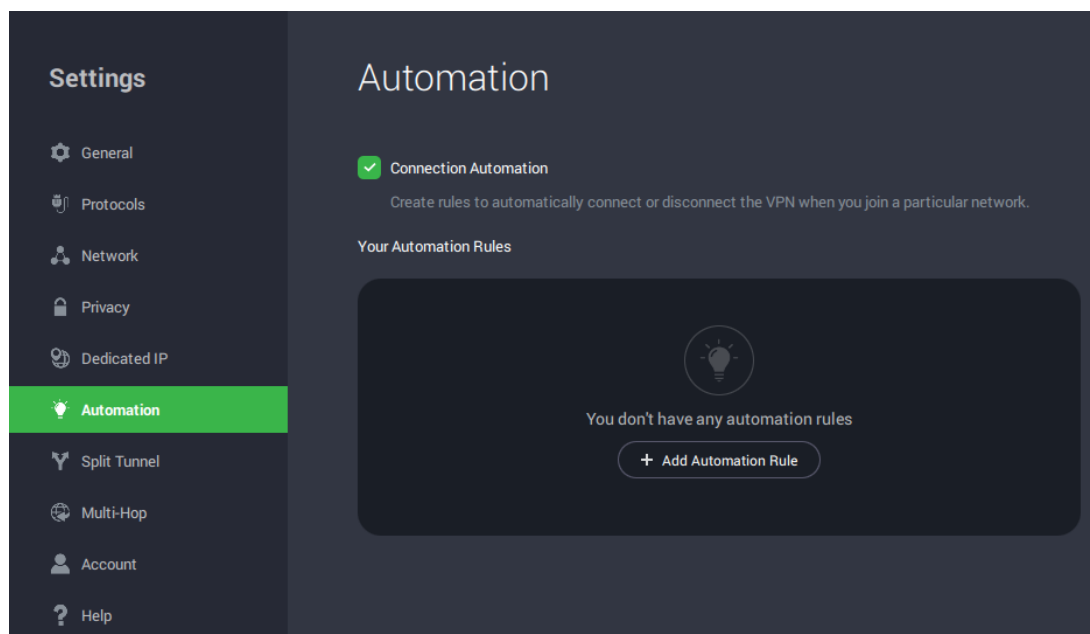 Settings
General
Protocols
Network
Privacy
Dedicated IP
Automation
Split Tunnel
Multi-Hop
Account
Help
Automation
Connection Automation
Create rules to automatically connect or disconnect the VPN when you join a particular network.
Your Automation Rules
You don't have any automation rules
+ Add Automation Rule